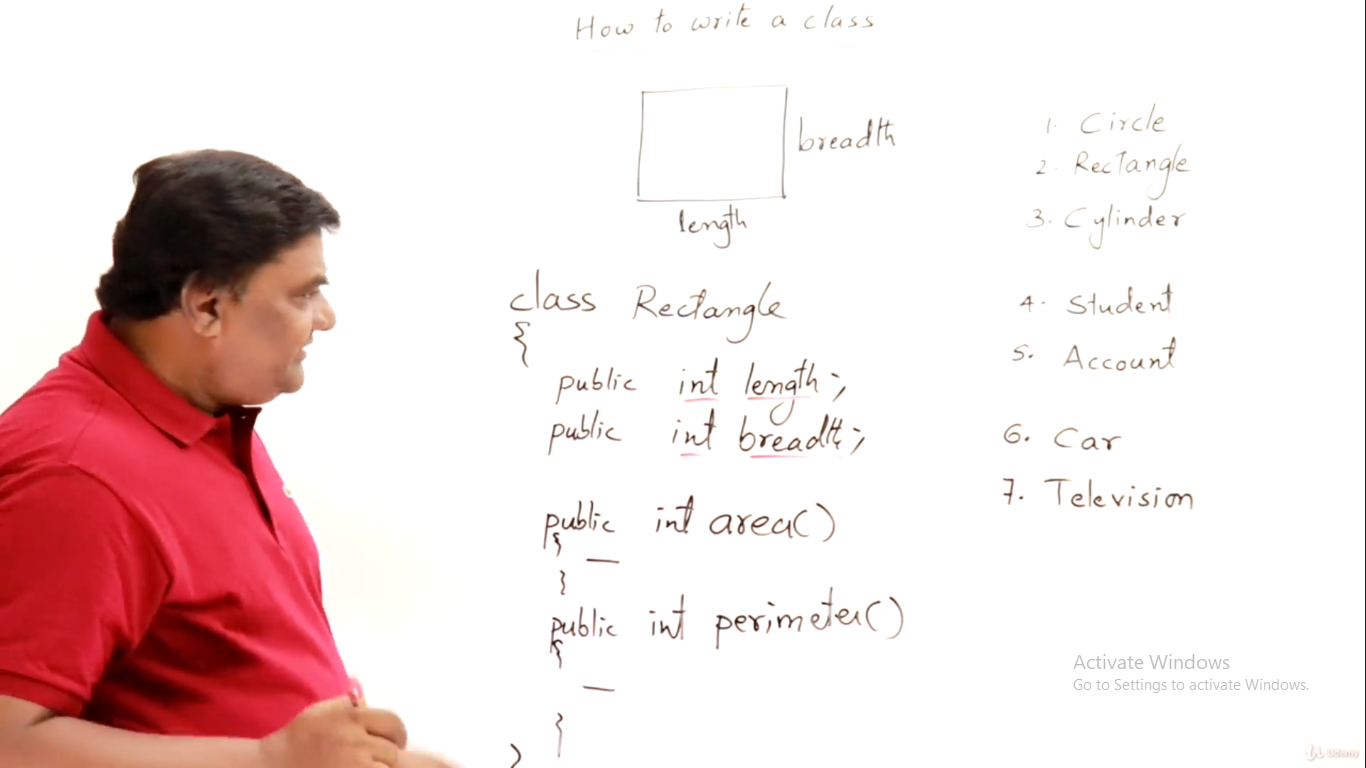 How to write a class
breadth
length
class Rectangle
{
public int length;
public int breadth;
public int area()
{ —
}
public int perimeter()
{
—
}
}
1. Circle
2. Rectangle
3. Cylinder
4. Student
5. Account
6. Car
7. Television
Activate Windows
Go to Settings to activate Windows.
Udemy